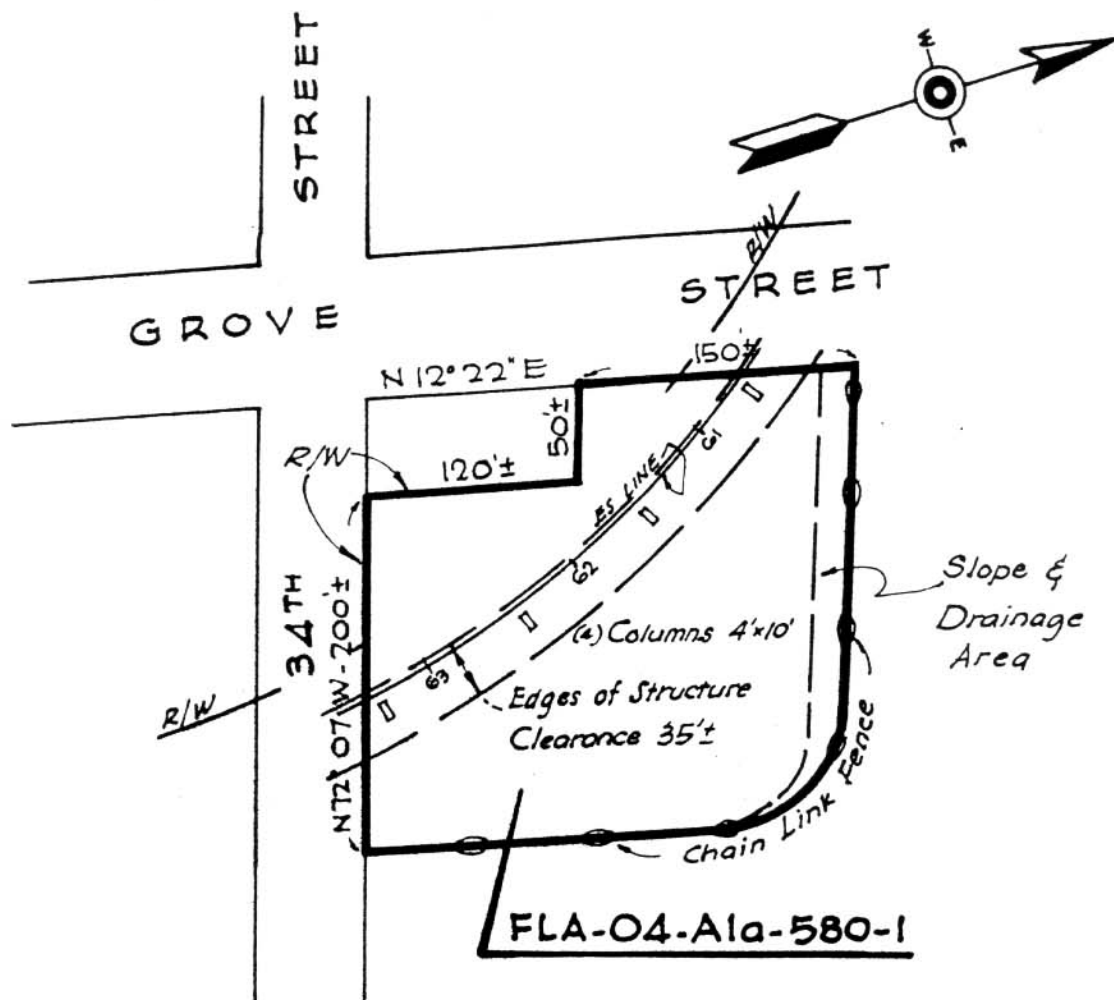 STREET
W
E
R/W
STREET
GROVE
150'±
N 12° 22" E
50'±
R/W
120'±
61
ES LINE
62
34TH
N72° 07' W-200'±
(4) Columns 4'x10'
Slope &
Drainage
Area
63
Edges of Structure
Clearance 35'±
R/W
Chain Link Fence
FLA-04-Ala-580-1